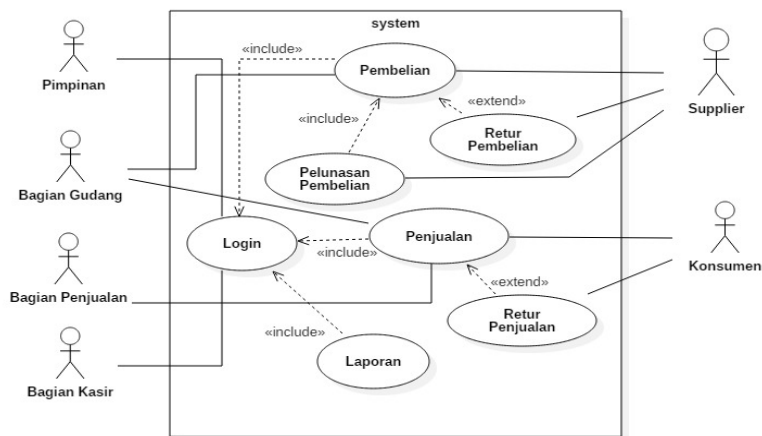 system
«include»
Pembelian
Pimpinan
Supplier
«extend»
«include»
Retur
Pembelian
Pelunasan
Pembelian
Bagian Gudang
Login
Penjualan
«include»
Konsumen
Bagian Penjualan
«extend»
Retur
Penjualan
«include»
Laporan
Bagian Kasir